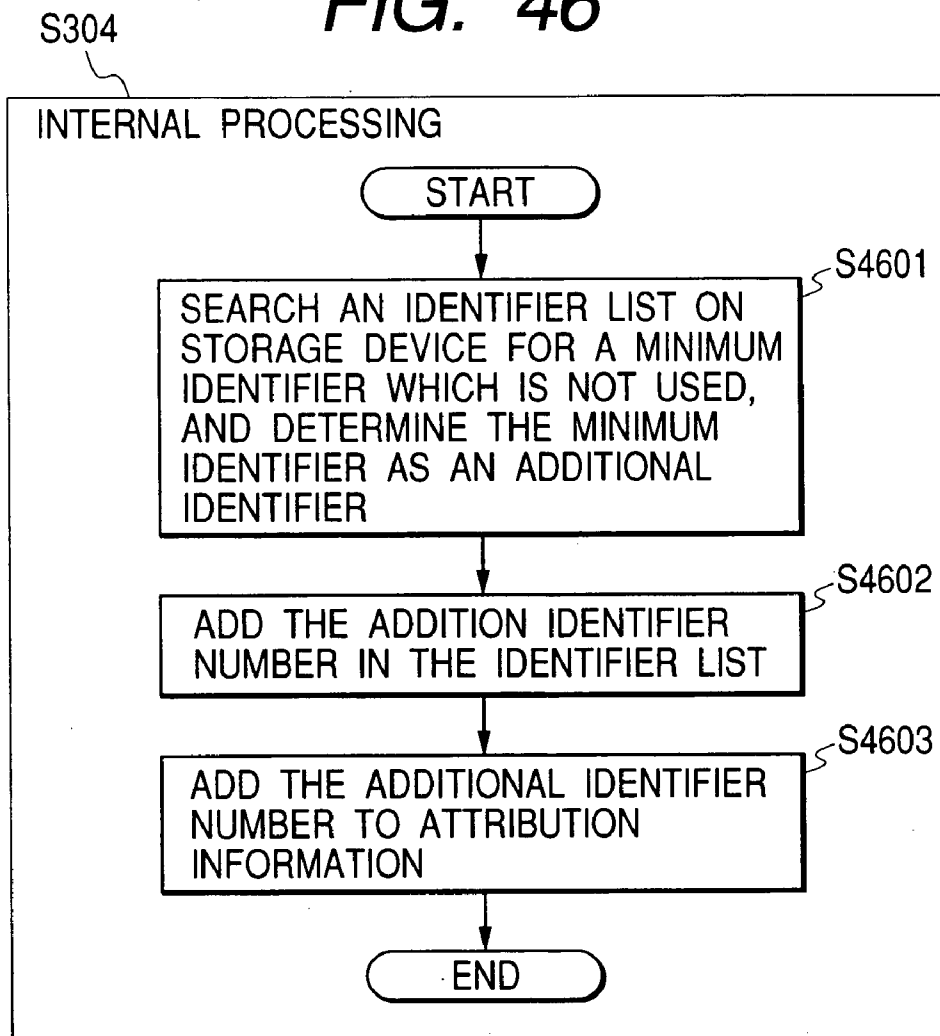 FIG. 46
S304
INTERNAL PROCESSING
START
S4601
SEARCH AN IDENTIFIER LIST ON
STORAGE DEVICE FOR A MINIMUM
IDENTIFIER WHICH IS NOT USED,
AND DETERMINE THE MINIMUM
IDENTIFIER AS AN ADDITIONAL
IDENTIFIER
S4602
ADD THE ADDITION IDENTIFIER
NUMBER IN THE IDENTIFIER LIST
S4603
ADD THE ADDITIONAL IDENTIFIER
NUMBER TO ATTRIBUTION
INFORMATION
END